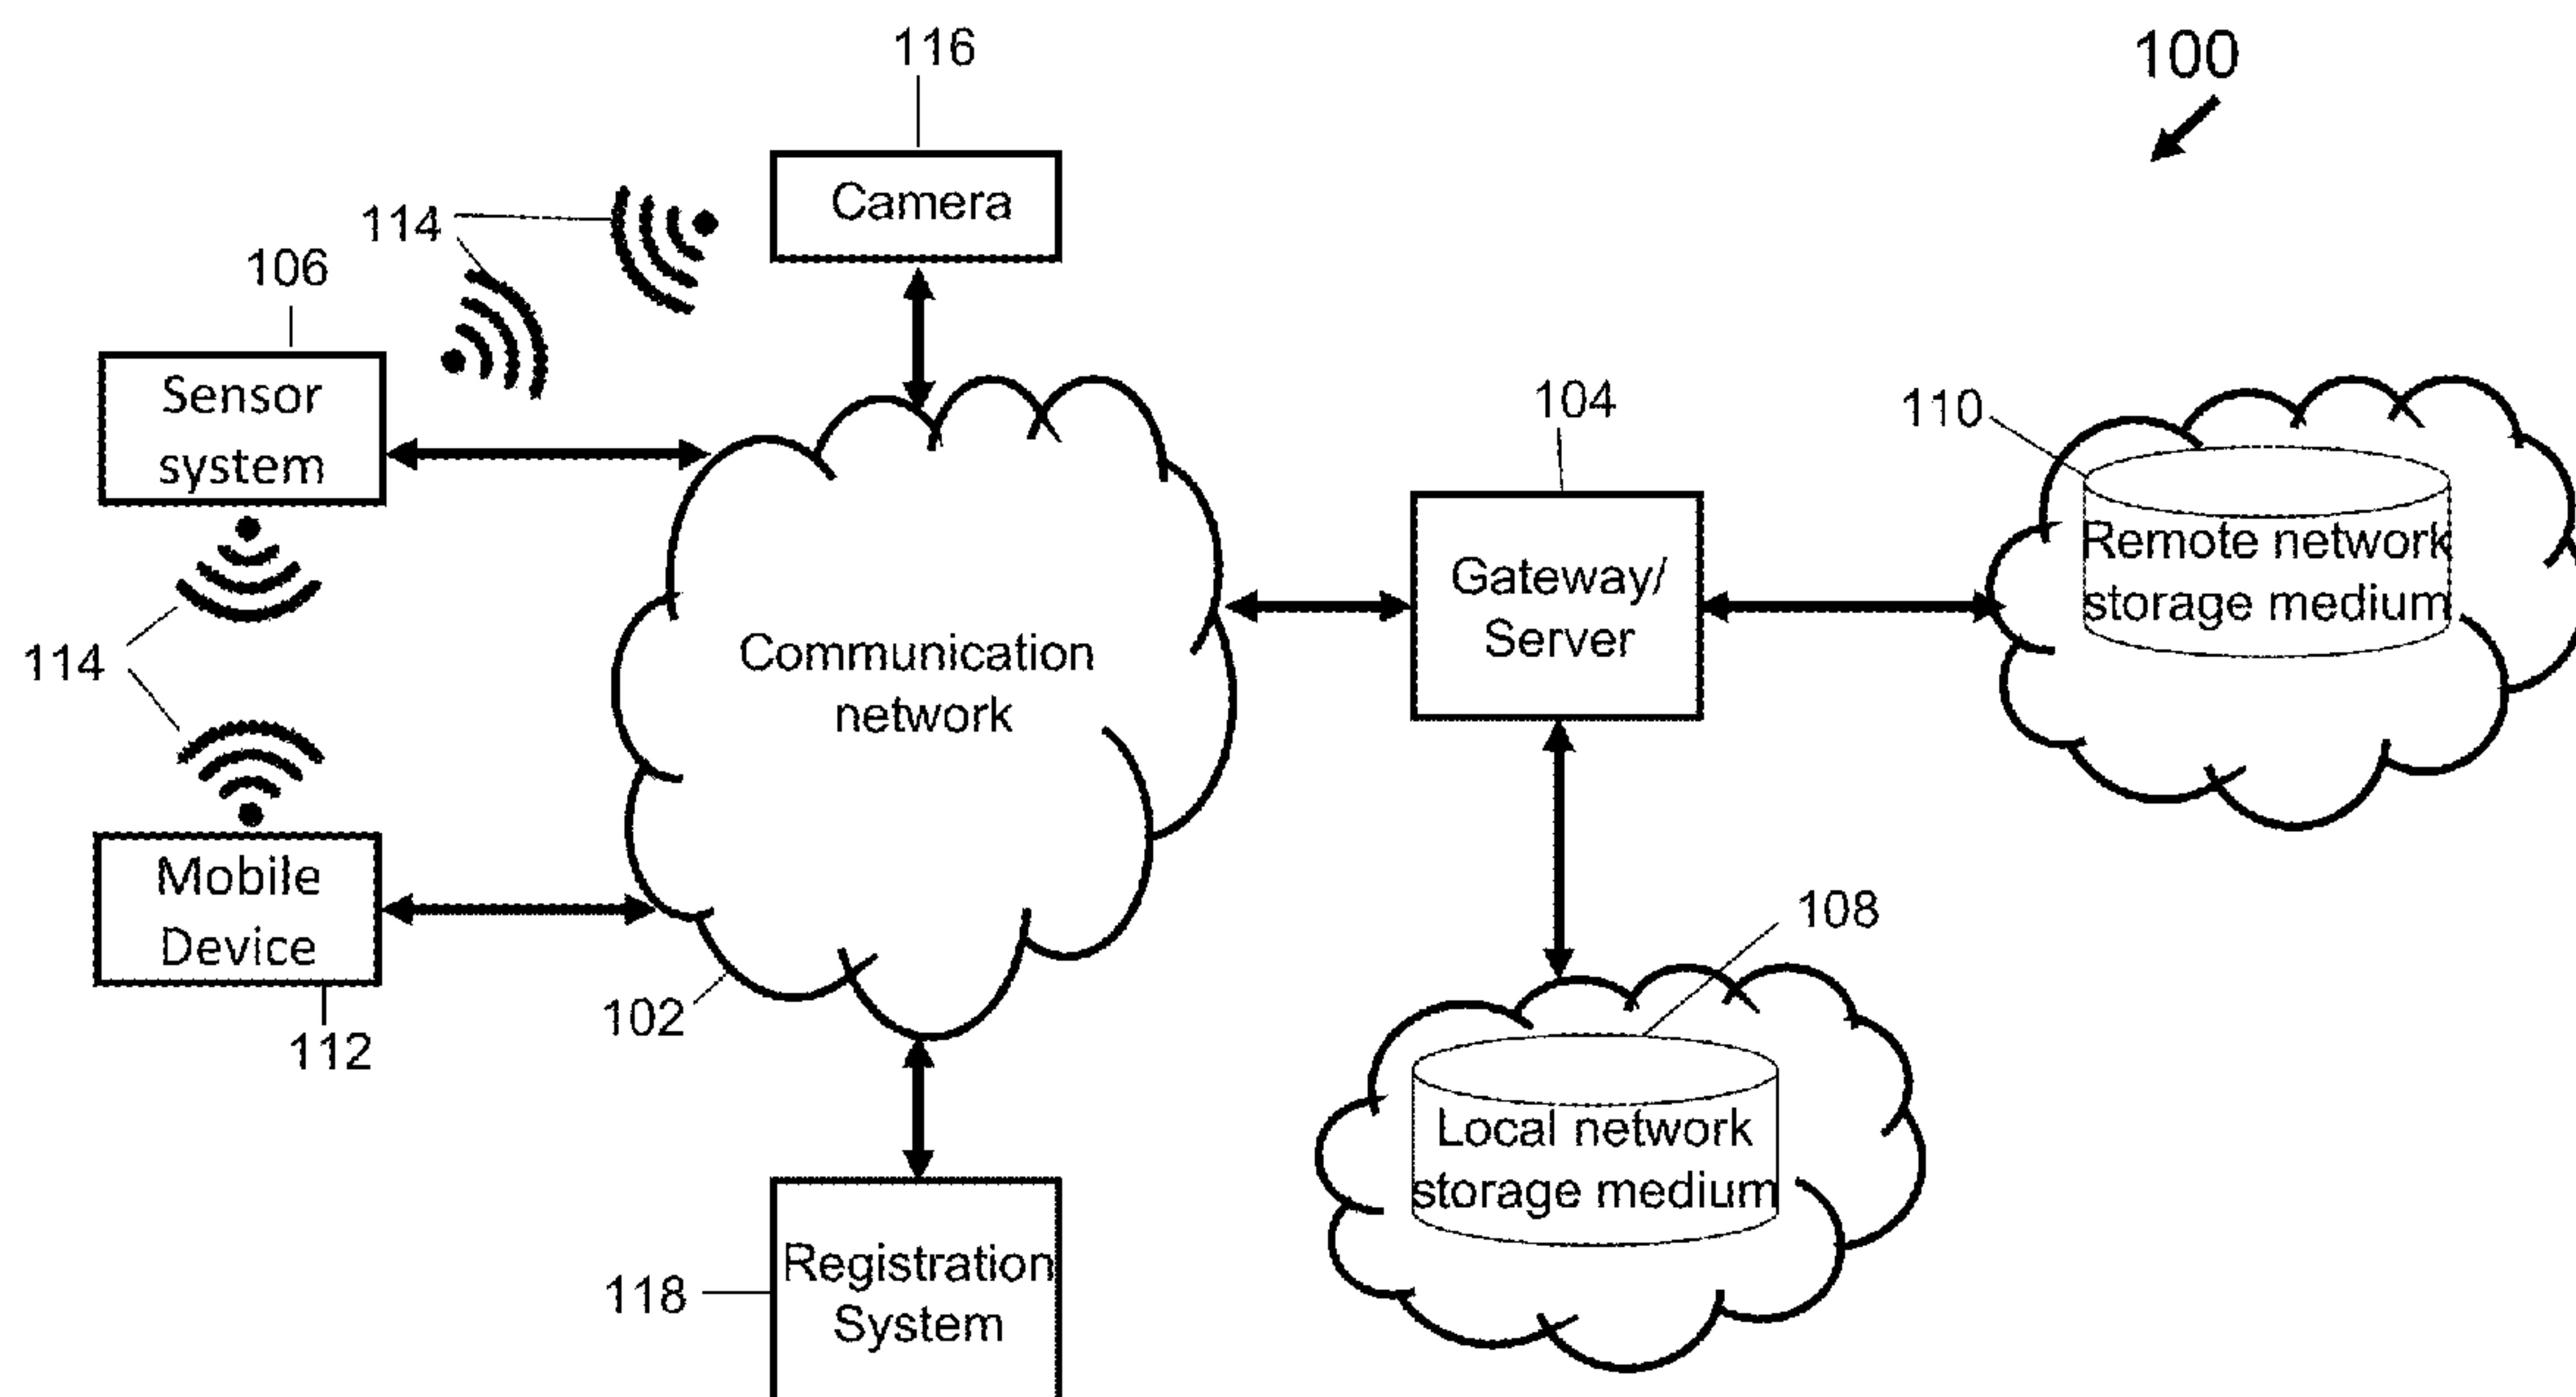 100
116
Camera
114
106
Sensor
system
104
110
Gateway/
Server
Remote network
storage medium
Communication
network
114
Mobile
Device
112
102
108
Local network
storage medium
118
Registration
System